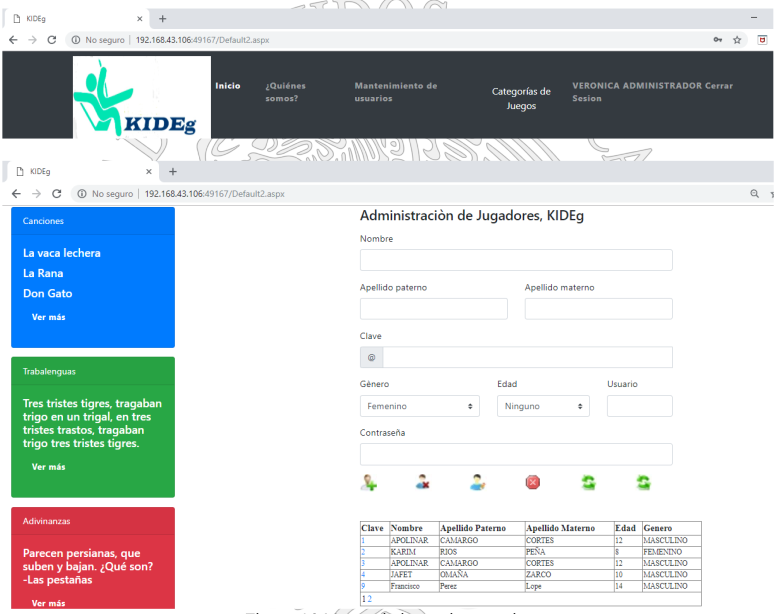 KIDEg
No seguro | 192.168.43.106:49167/Default2.aspx
KIDEg
Inicio
¿Quiénes somos?
Mantenimiento de usuarios
Categorías de Juegos
VERONICA ADMINISTRADOR Cerrar Sesion
KIDEg
No seguro | 192.168.43.106:49167/Default2.aspx
Canciones
La vaca lechera
La Rana
Don Gato
Ver más
Trabalenguas
Tres tristes tigres, tragaban
trigo en un trigal, en tres
tristes trastos, tragaban
trigo tres tristes tigres.
Ver más
Adivinanzas
Parecen persianas, que
suben y bajan. ¿Qué son?
-Las pestañas
Ver más
Administraciòn de Jugadores, KIDEg
Nombre
Apellido paterno Apellido materno
Clave
@
Género Edad Usuario
Femenino Ninguno
Contraseña
Clave Nombre Apellido Paterno Apellido Materno Edad Genero
1 APOLINAR CAMARGO CORTES 12 MASCULINO
2 KARIM RIOS PEÑA 8 FEMENINO
3 APOLINAR CAMARGO CORTES 12 MASCULINO
4 JAFET OMAÑA ZARCO 10 MASCULINO
9 Francisco Perez Lope 14 MASCULINO
1 2